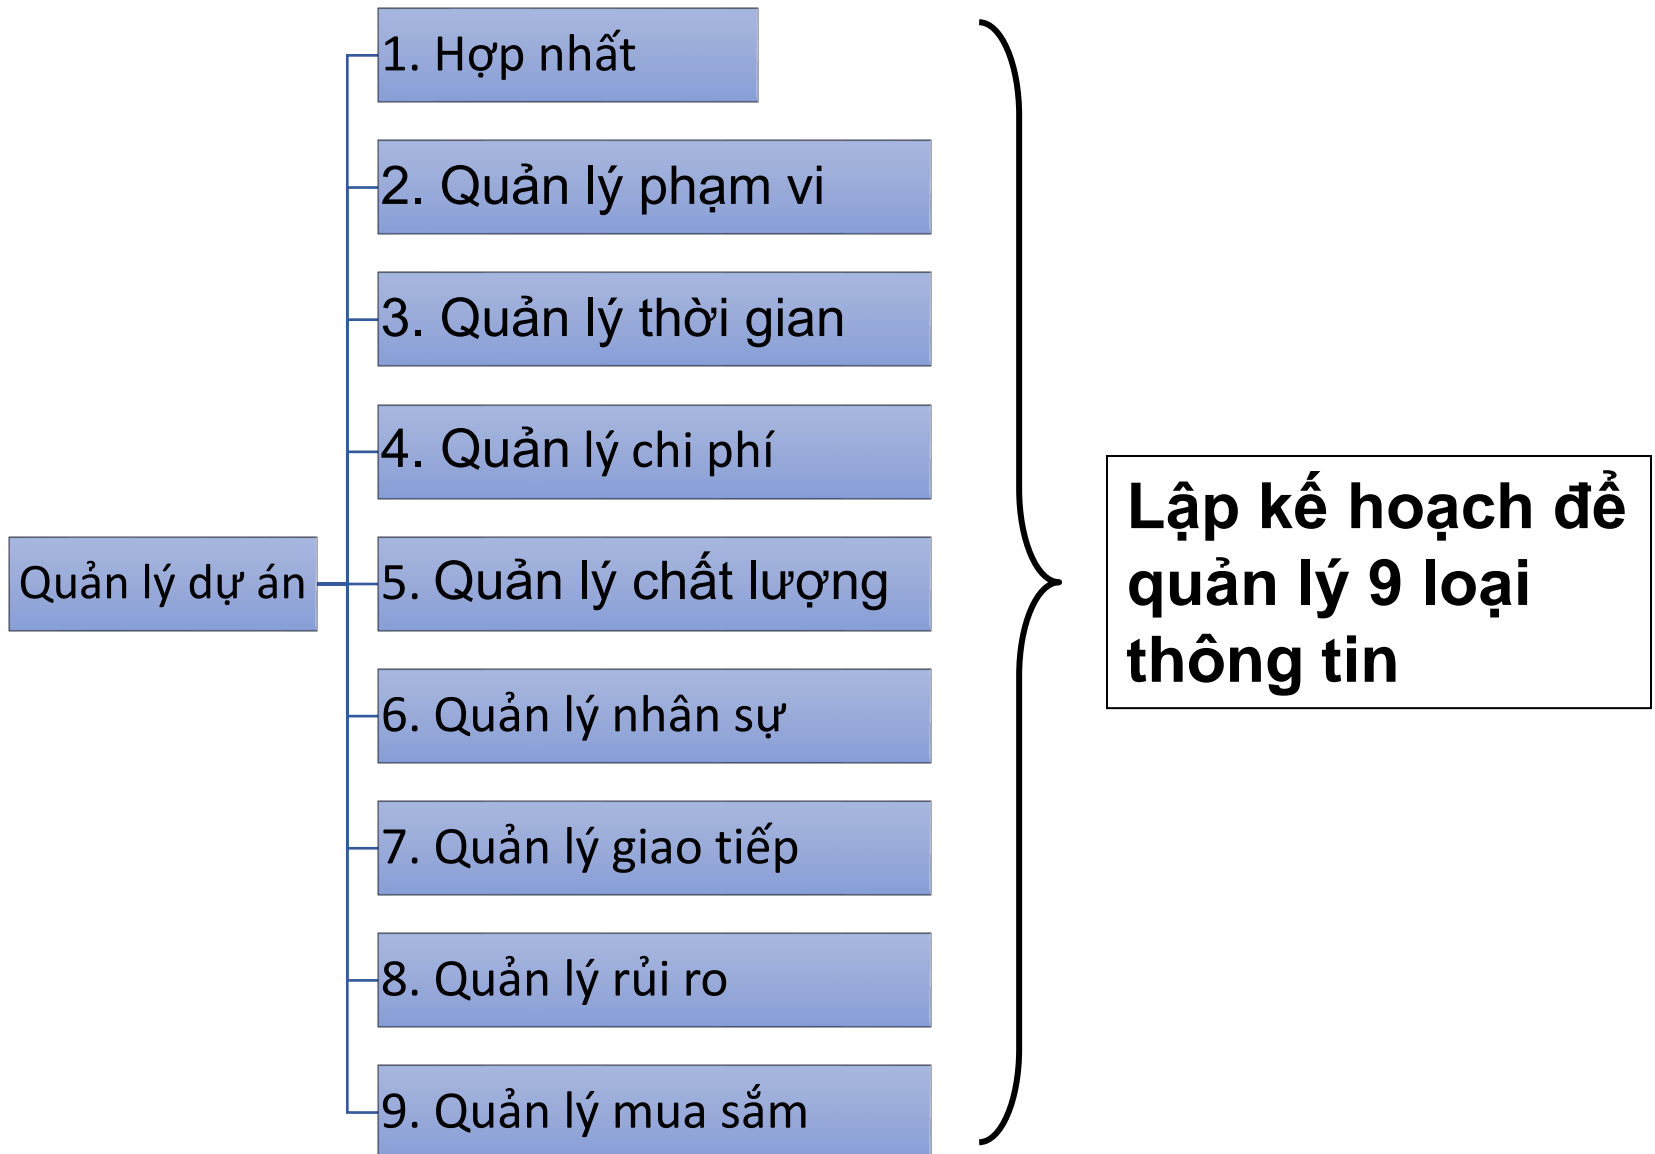 1. Hợp nhất
2. Quản lý phạm vi
3. Quản lý thời gian
4. Quản lý chi phí
Quản lý dự án
5. Quản lý chất lượng
6. Quản lý nhân sự
7. Quản lý giao tiếp
8. Quản lý rủi ro
9. Quản lý mua sắm
Lập kế hoạch để
quản lý 9 loại
thông tin